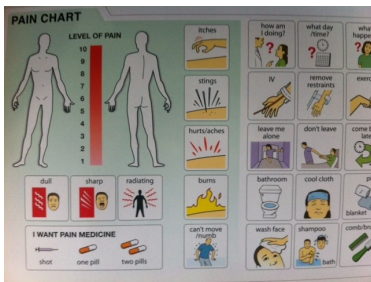 PAIN CHART
LEVEL OF PAIN
10
9
8
7
6
5
4
3
2
1
dull
sharp
radiating
I WANT PAIN MEDICINE
shot
one pill
two pills
itches
stings
hurts/aches
burns
can't move
/numb
how am
I doing?
what day
/time?
IV
remove
restraints
leave me
alone
don't leave
bathroom
cool cloth
blanket
wash face
shampoo
bath